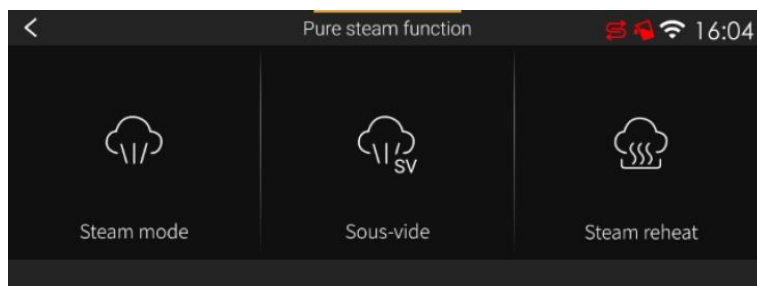 Pure steam function
16:04
SV
Steam mode
Sous-vide
Steam reheat